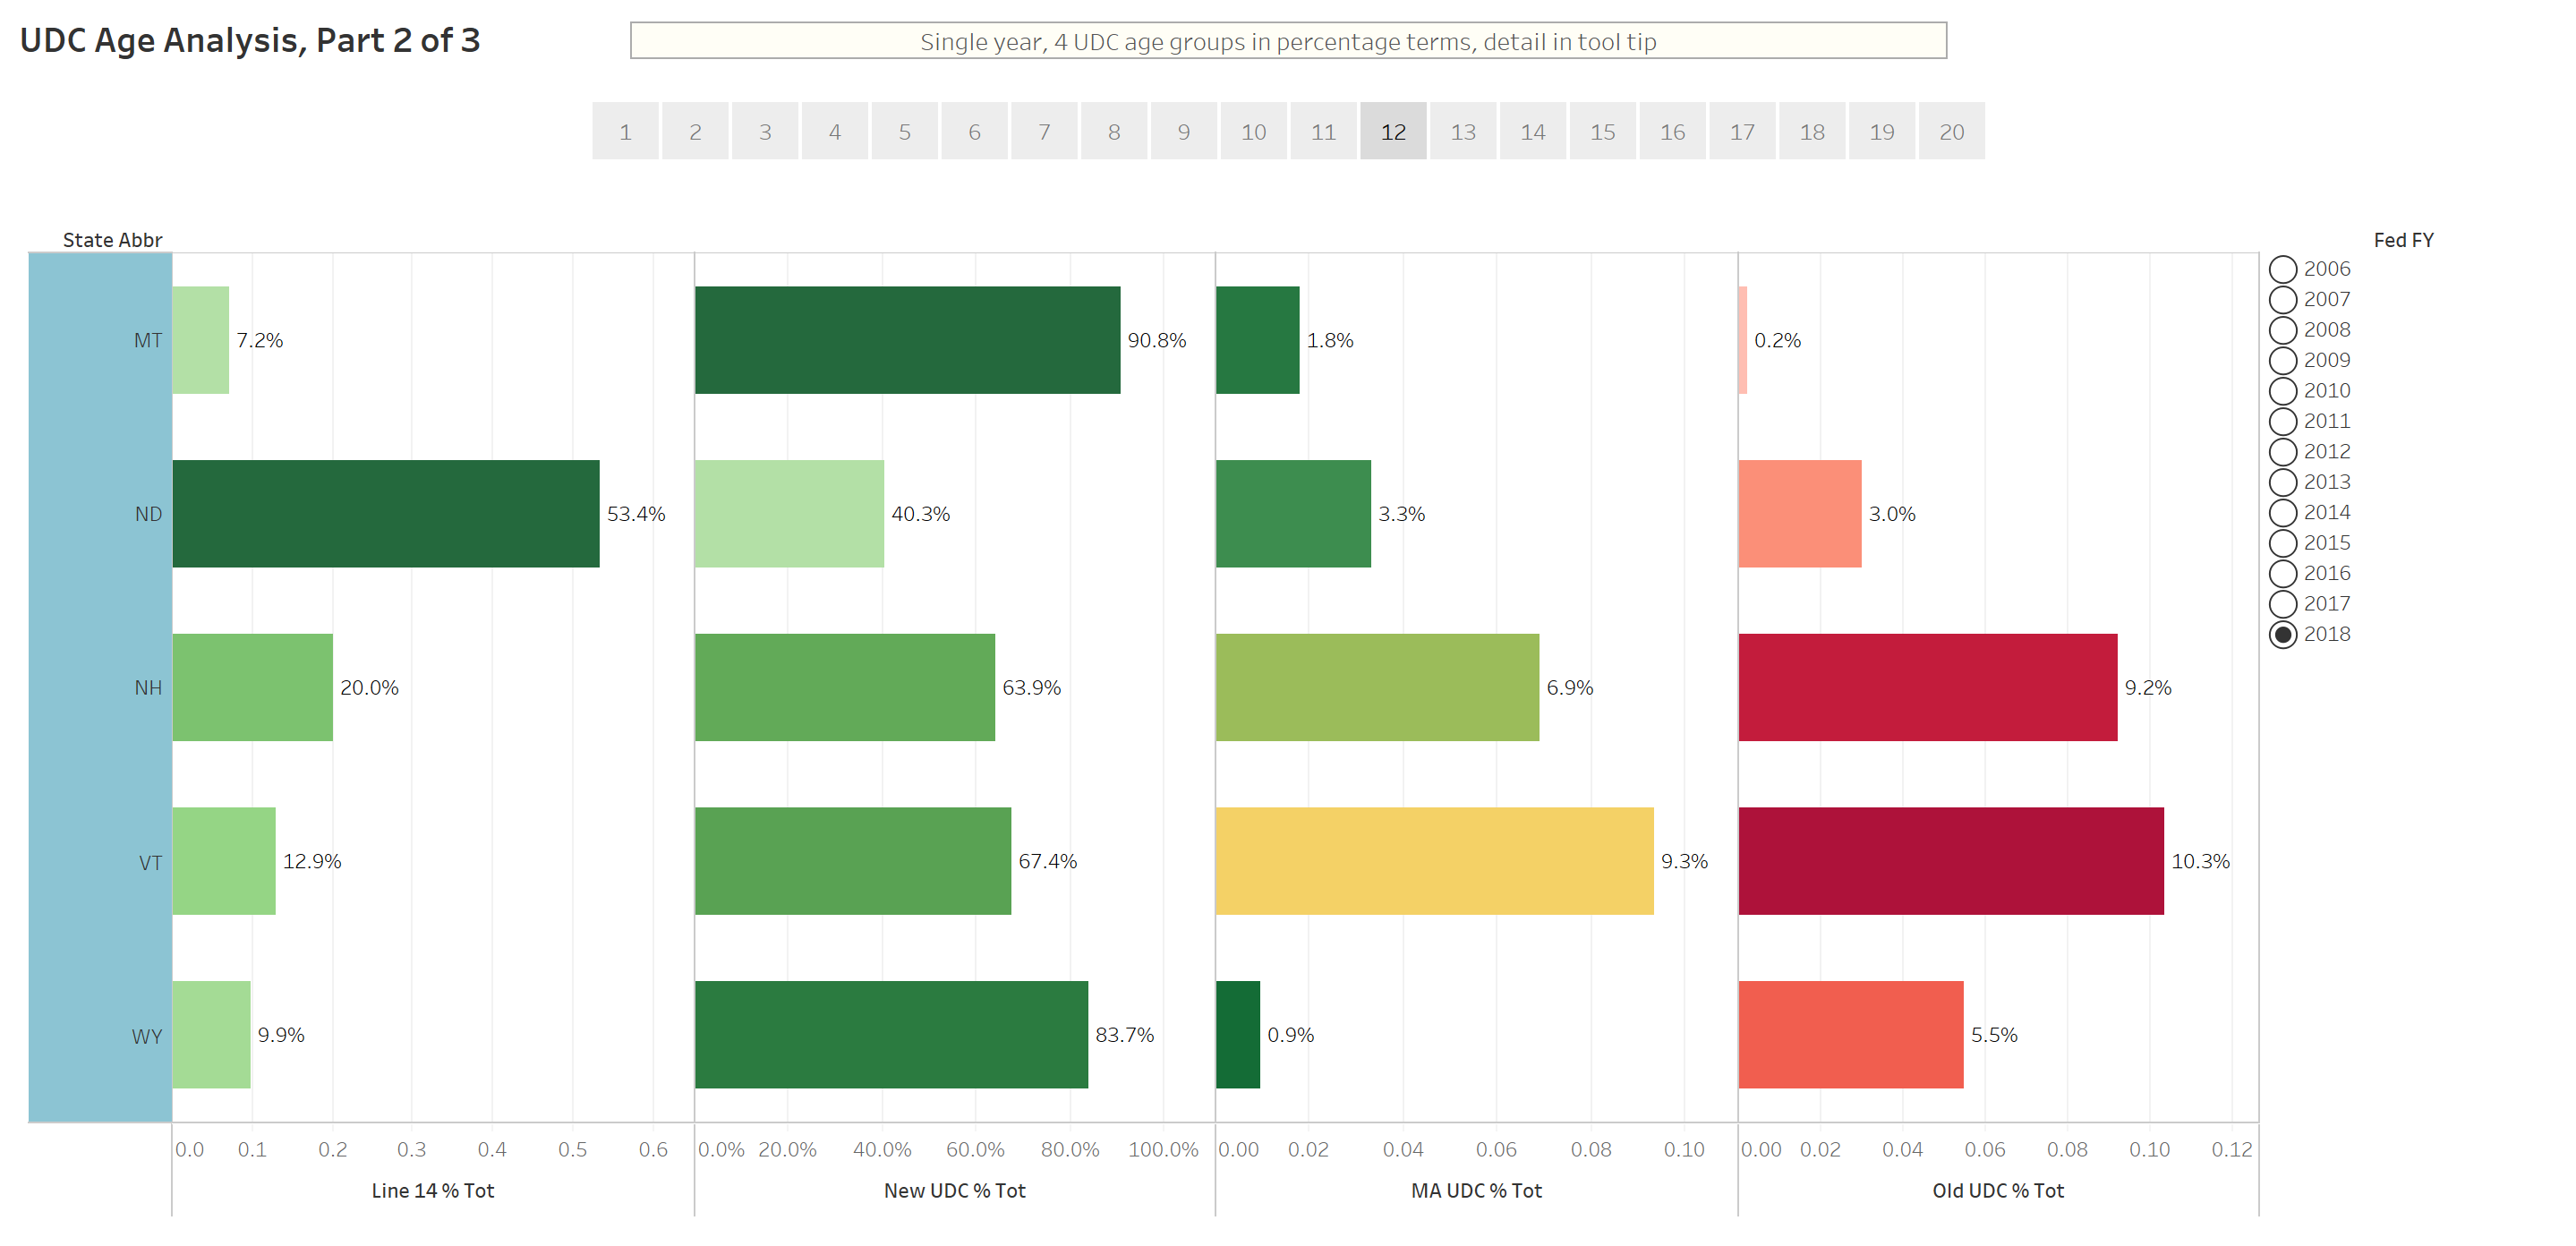 UDC Age Analysis, Part 2 of 3
Single year, 4 UDC age groups in percentage terms, detail in tool tip
1 2 3 4 5 6 7 8 9 10 11 12 13 14 15 16 17 18 19 20
State Abbr
Fed FY
MT 7.2% 90.8% 1.8% 0.2%
ND 53.4% 40.3% 3.3% 3.0%
NH 20.0% 63.9% 6.9% 9.2%
VT 12.9% 67.4% 9.3% 10.3%
WY 9.9% 83.7% 0.9% 5.5%
0.0 0.1 0.2 0.3 0.4 0.5 0.6
0.0% 20.0% 40.0% 60.0% 80.0% 100.0%
0.00 0.02 0.04 0.06 0.08 0.10
0.00 0.02 0.04 0.06 0.08 0.10 0.12
Line 14 % Tot
New UDC % Tot
MA UDC % Tot
Old UDC % Tot
2006
2007
2008
2009
2010
2011
2012
2013
2014
2015
2016
2017
2018